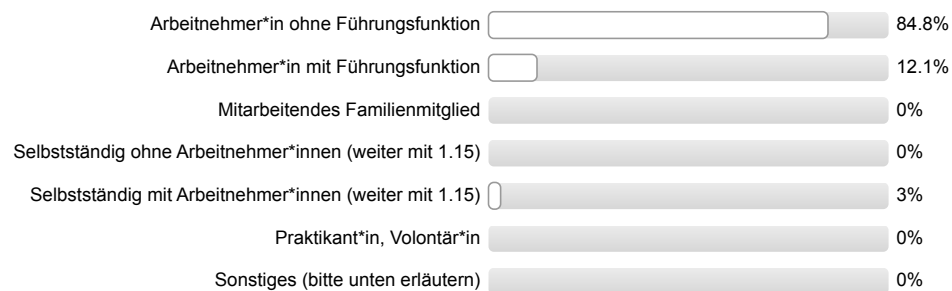 Arbeitnehmer*in ohne Führungsfunktion 84.8%
Arbeitnehmer*in mit Führungsfunktion 12.1%
Mitarbeitendes Familienmitglied 0%
Selbstständig ohne Arbeitnehmer*innen (weiter mit 1.15) 0%
Selbstständig mit Arbeitnehmer*innen (weiter mit 1.15) 3%
Praktikant*in, Volontär*in 0%
Sonstiges (bitte unten erläutern) 0%